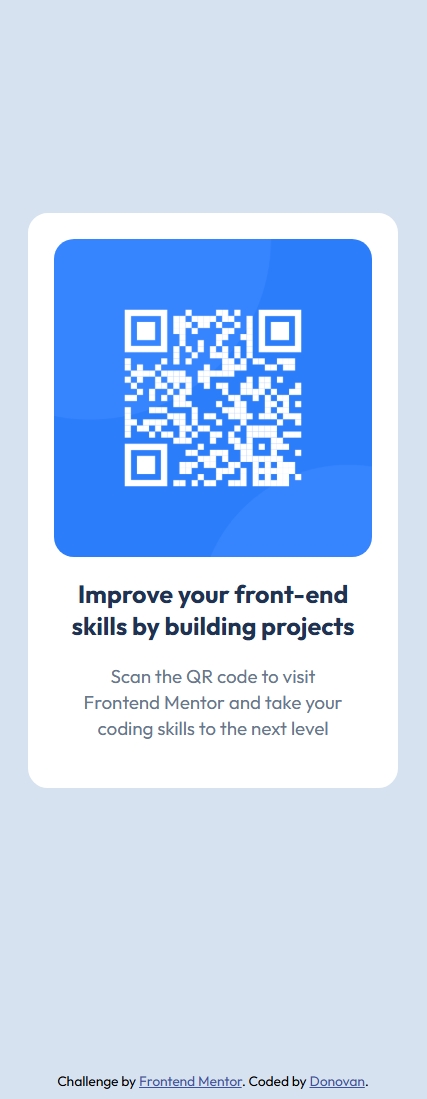 Improve your front-end
skills by building projects
Scan the QR code to visit
Frontend Mentor and take your
coding skills to the next level
Challenge by Frontend Mentor. Coded by Donovan.